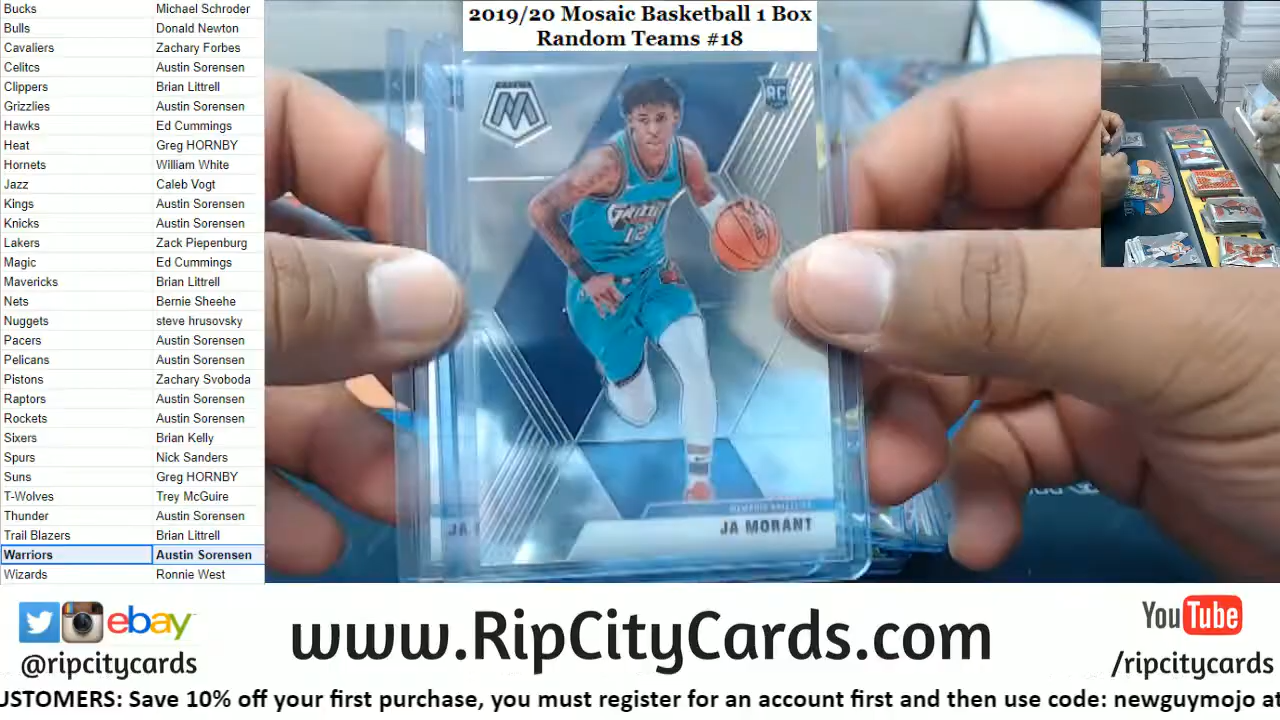 2019/20 Mosaic Basketball 1 Box
Random Teams #18
Bucks Michael Schroder
Bulls Donald Newton
Cavaliers Zachary Forbes
Celitcs Austin Sorensen
Clippers Brian Littrell
Grizzlies Austin Sorensen
Hawks Ed Cummings
Heat Greg HORNBY
Hornets William White
Jazz Caleb Vogt
Kings Austin Sorensen
Knicks Austin Sorensen
Lakers Zack Piepenburg
Magic Ed Cummings
Mavericks Brian Littrell
Nets Bernie Sheehe
Nuggets steve hrusovsky
Pacers Austin Sorensen
Pelicans Austin Sorensen
Pistons Zachary Svoboda
Raptors Austin Sorensen
Rockets Austin Sorensen
Sixers Brian Kelly
Spurs Nick Sanders
Suns Greg HORNBY
T-Wolves Trey McGuire
Thunder Austin Sorensen
Trail Blazers Brian Littrell
Warriors Austin Sorensen
Wizards Ronnie West
M
RC
12
MEMPHIS GRIZZLIES
JA MORANT
JA
ebay
@ripcitycards
www.RipCityCards.com
YouTube
/ripcitycards
USTOMERS: Save 10% off your first purchase, you must register for an account first and then use code: newguymojo at